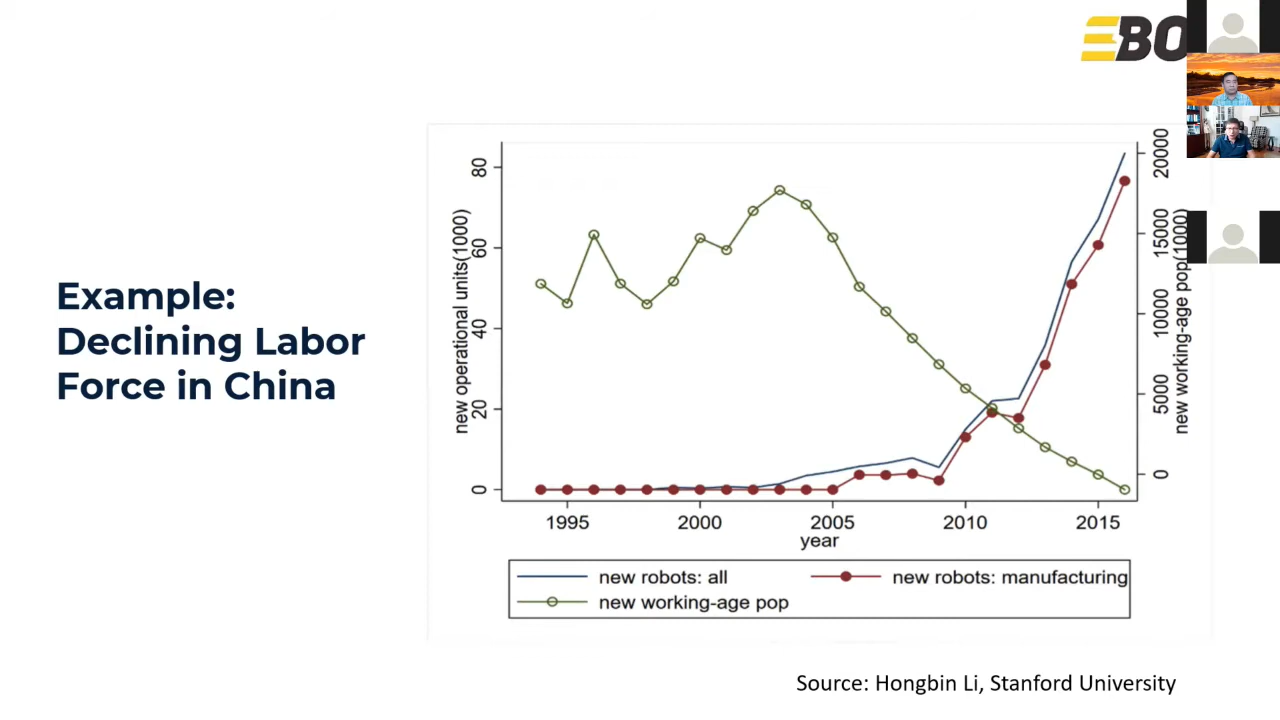 EBO
Example:
Declining Labor
Force in China
new operational units(1000)
80
60
40
20
0
20000
15000
10000
5000
0
new working-age pop(1000)
1995
2000
2005
2010
2015
year
new robots: all
new robots: manufacturing
new working-age pop
Source: Hongbin Li, Stanford University